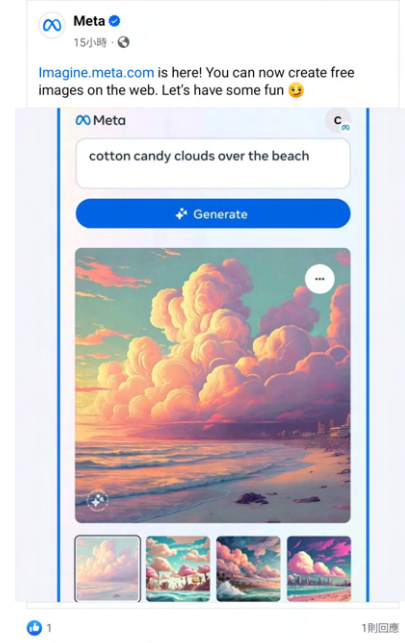 Meta
15小時 ·
Imagine.meta.com is here! You can now create free
images on the web. Let's have some fun
Meta
C
cotton candy clouds over the beach
Generate
1
1則回應